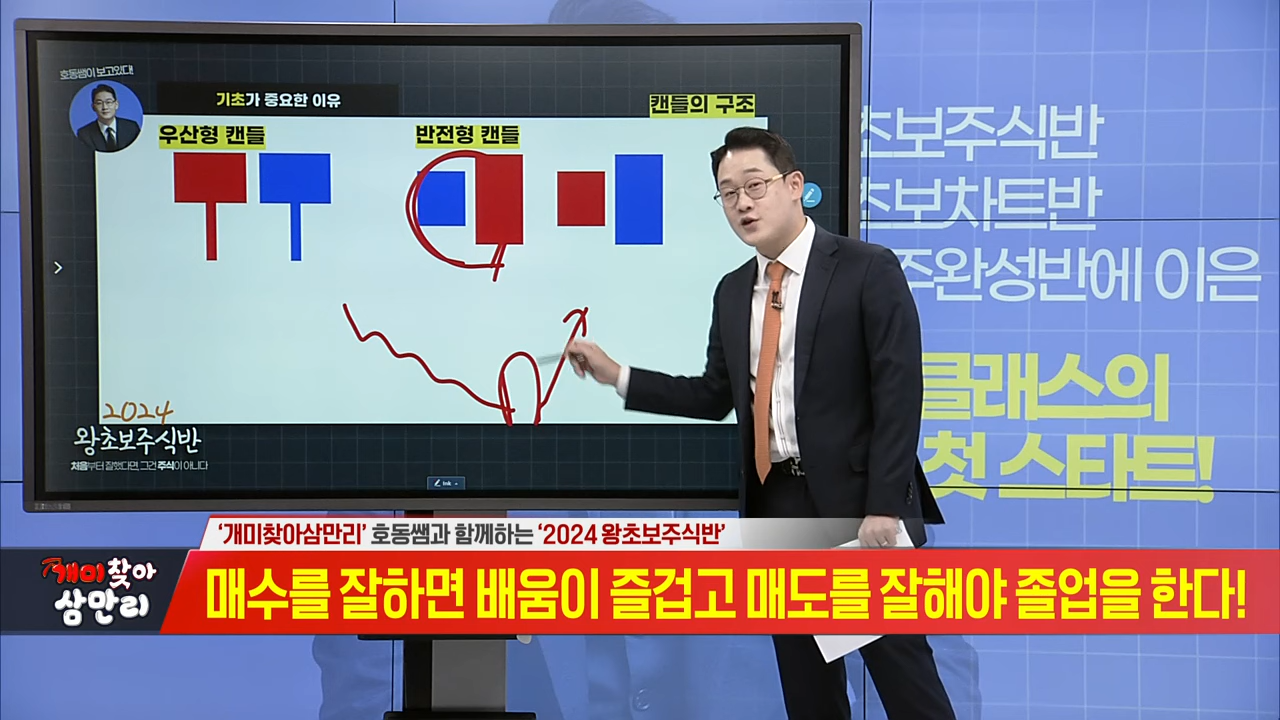 호동쌤이 보고있다!
기초가 중요한 이유
캔들의 구조
우산형 캔들
반전형 캔들
2024
왕초보주식반
처음부터 잘했다면, 그건 주식이 아니다
Ink
초보주식반
초보차트반
주완성반에 이은
클래스의
첫 스타트!
‘개미찾아삼만리’ 호동쌤과 함께하는 ‘2024 왕초보주식반’
개미찾아
삼만리
매수를 잘하면 배움이 즐겁고 매도를 잘해야 졸업을 한다!